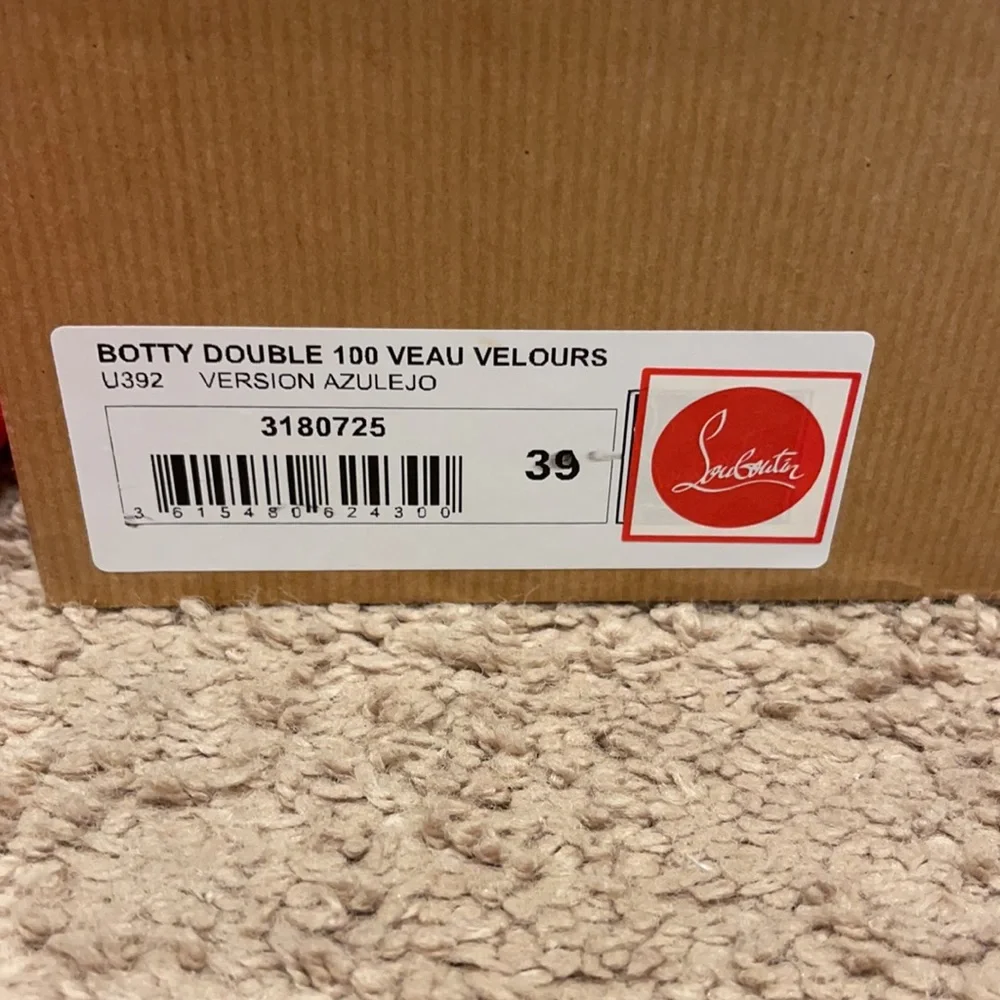 BOTTY DOUBLE 100 VEAU VELOURS
U392 VERSION AZULEJO
3180725
39
3 615480 624300
Louboutin